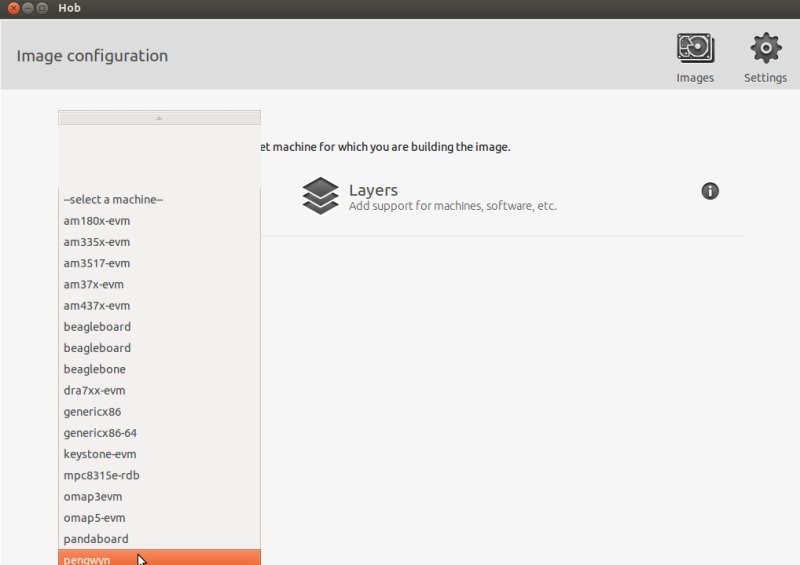 Hob
Image configuration
Images
Settings
et machine for which you are building the image.
Layers
Add support for machines, software, etc.
--select a machine--
am180x-evm
am335x-evm
am3517-evm
am37x-evm
am437x-evm
beagleboard
beagleboard
beaglebone
dra7xx-evm
genericx86
genericx86-64
keystone-evm
mpc8315e-rdb
omap3evm
omap5-evm
pandaboard
pengwyn